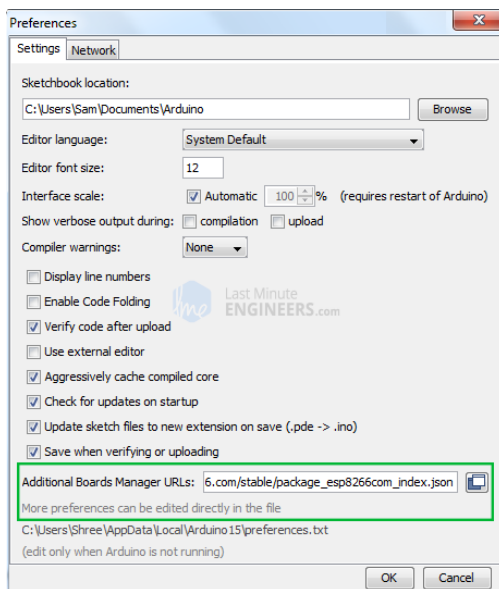 Preferences
Settings Network
Sketchbook location:
C:\Users\Sam\Documents\Arduino Browse
Editor language: System Default
Editor font size: 12
Interface scale: Automatic 100 % (requires restart of Arduino)
Show verbose output during: compilation upload
Compiler warnings: None
Display line numbers
Enable Code Folding
Last Minute
ENGINEERS.com
Verify code after upload
Use external editor
Aggressively cache compiled core
Check for updates on startup
Update sketch files to new extension on save (.pde -> .ino)
Save when verifying or uploading
Additional Boards Manager URLs: 6.com/stable/package_esp8266com_index.json
More preferences can be edited directly in the file
C:\Users\Shree\AppData\Local\Arduino15\preferences.txt
(edit only when Arduino is not running)
OK Cancel